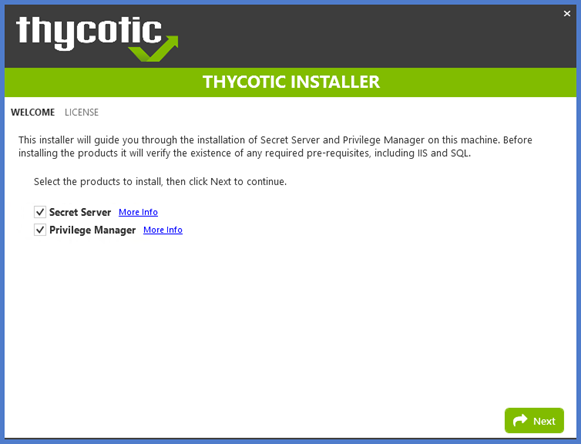 thycotic
THYCOTIC INSTALLER
WELCOME LICENSE
This installer will guide you through the installation of Secret Server and Privilege Manager on this machine. Before
installing the products it will verify the existence of any required pre-requisites, including IIS and SQL.
Select the products to install, then click Next to continue.
Secret Server More Info
Privilege Manager More Info
Next